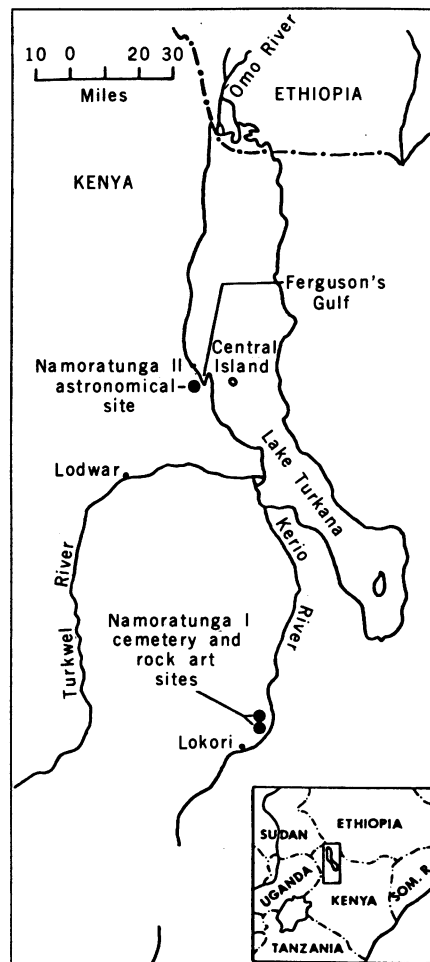 Omo River
ETHIOPIA
10 0 20 30
Miles
KENYA
Ferguson's
Gulf
Central
Island
Namoratunga II
astronomical
site
Lake Turkana
Lodwar
Kerio River
Turkwel River
Namoratunga I
cemetery and
rock art
sites
Lokori
SUDAN
ETHIOPIA
UGANDA
KENYA
SOM. R.
TANZANIA